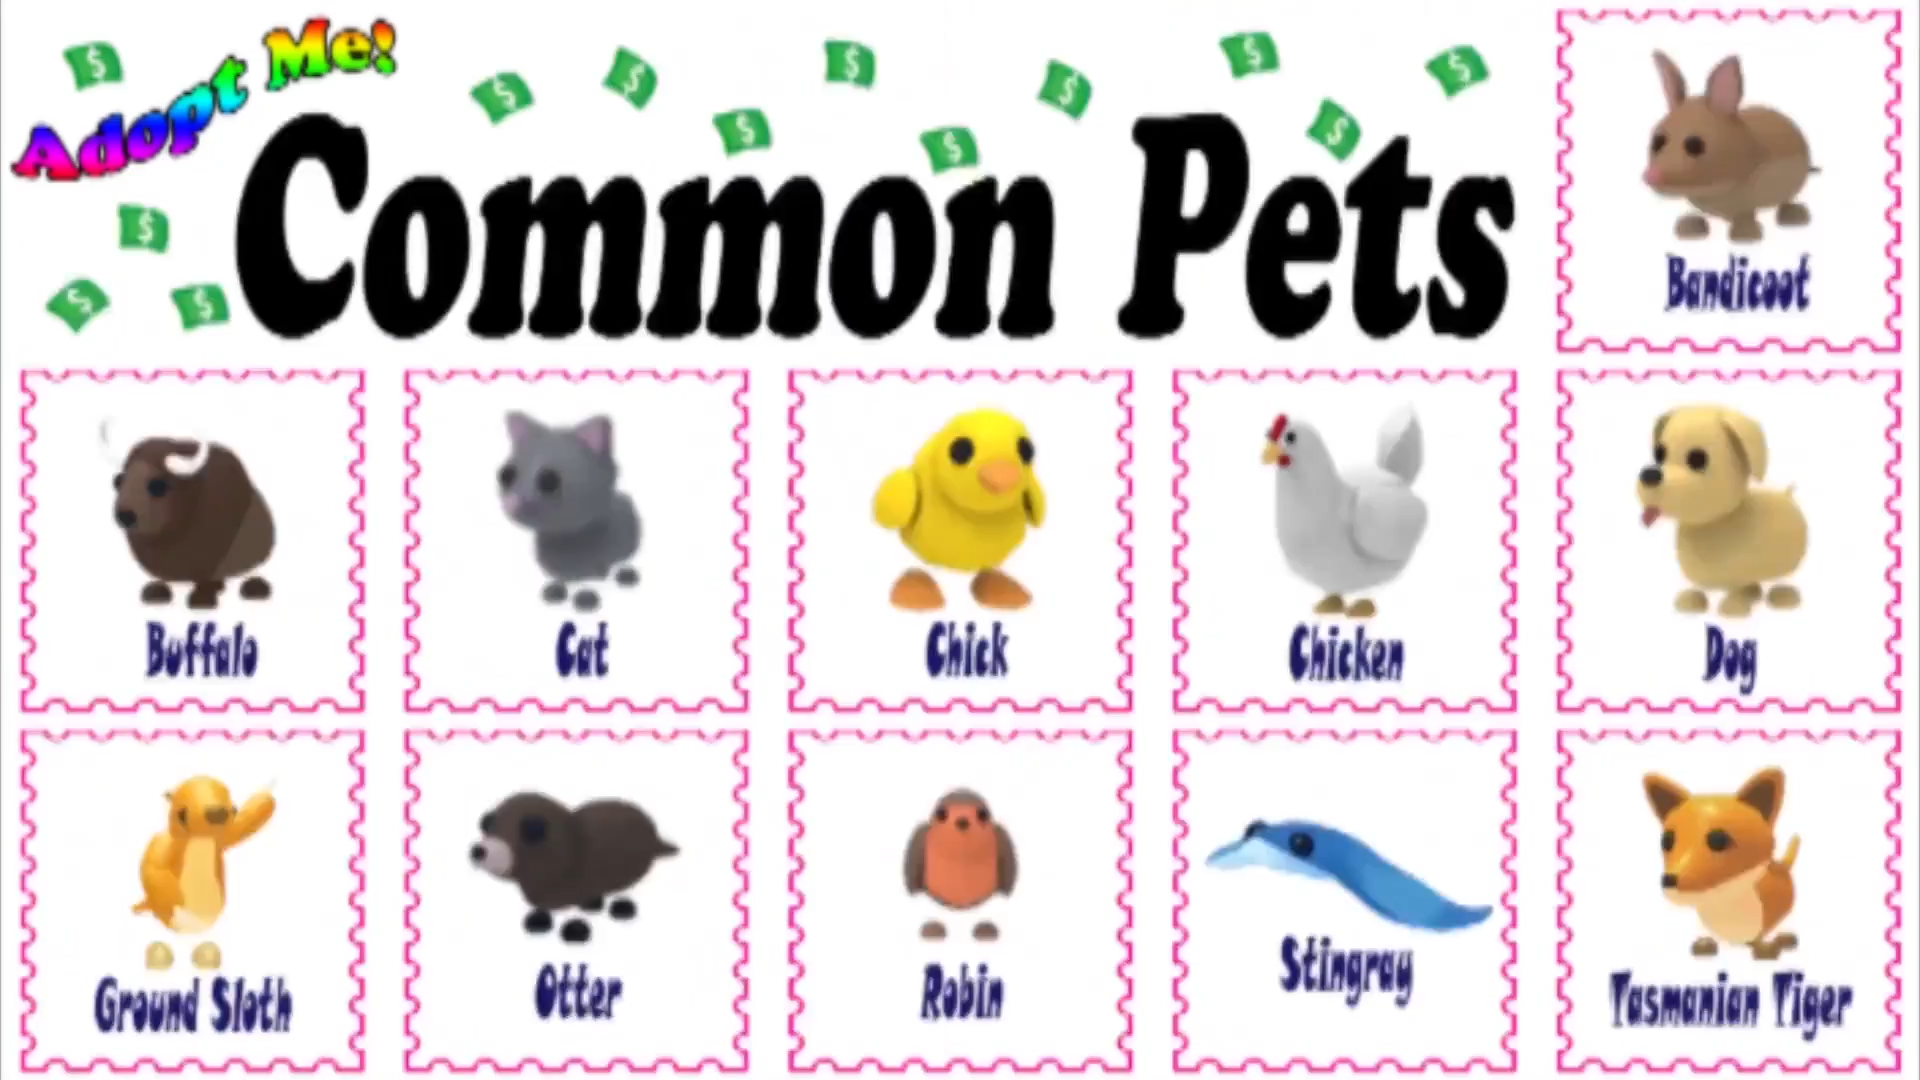 Adopt Me!
Common Pets
Bandicoot
Buffalo
Cat
Chick
Chicken
Dog
Ground Sloth
Otter
Robin
Stingray
Tasmanian Tiger